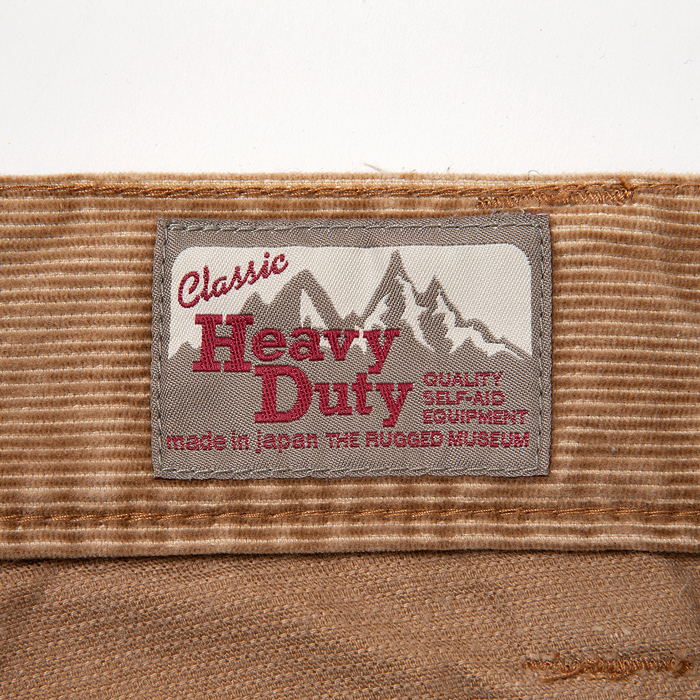 Classic
Heavy
Duty
QUALITY
SELF-AID
EQUIPMENT
made in japan THE RUGGED MUSEUM